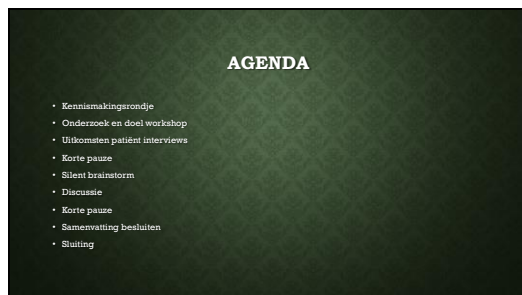 AGENDA
• Kennismakingsrondje
• Onderzoek en doel workshop
• Uitkomsten patiënt interviews
• Korte pauze
• Silent brainstorm
• Discussie
• Korte pauze
• Samenvatting besluiten
• Sluiting